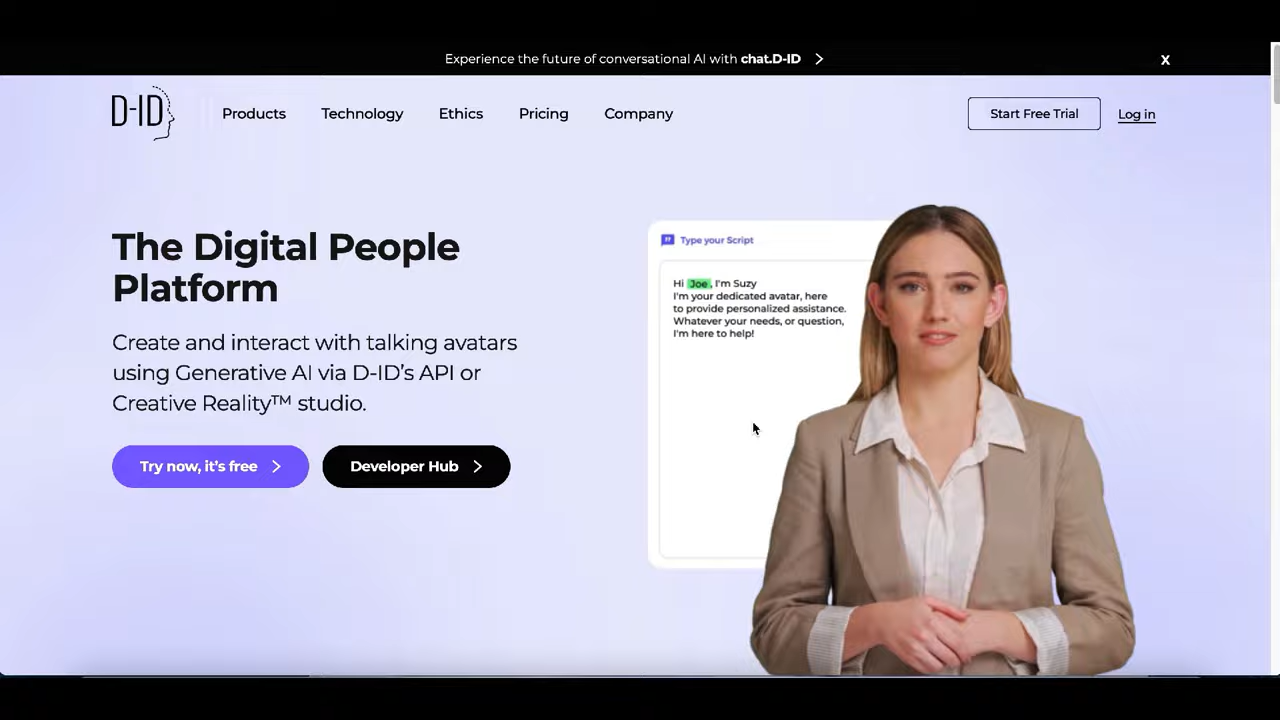 Experience the future of conversational AI with chat.D-ID
X
D-ID
Products
Technology
Ethics
Pricing
Company
Start Free Trial
Log in
The Digital People
Platform
Create and interact with talking avatars
using Generative AI via D-ID's API or
Creative Reality™ studio.
Try now, it's free
Developer Hub
Type your Script
Hi Joe, I'm Suzy
I'm your dedicated avatar, here
to provide personalized assistance.
Whatever your needs, or question,
I'm here to help!